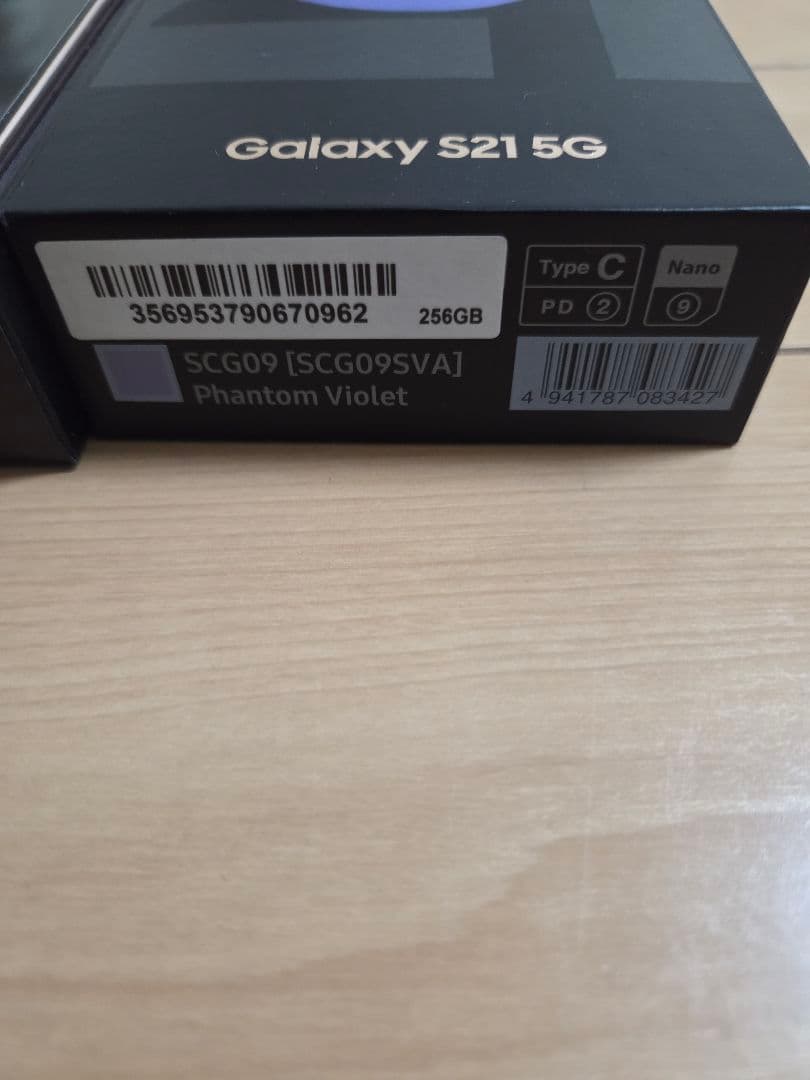 Galaxy S21 5G
356953790670962
256GB
Type C
PD 2
Nano
9
SCG09 [SCG09SVA]
Phantom Violet
4 941787 083427